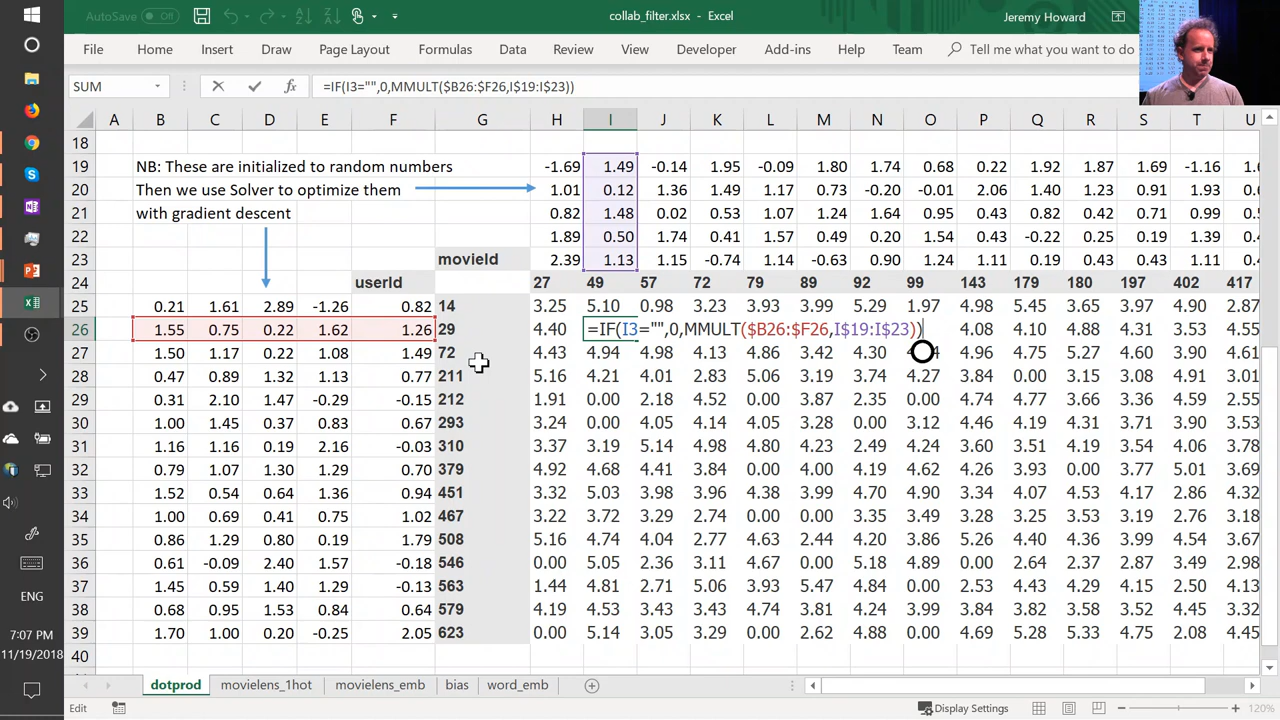 AutoSave Off collab_filter.xlsx - Excel Jeremy Howard
File Home Insert Draw Page Layout Formulas Data Review View Developer Add-ins Help Team Tell me what you want to do
SUM =IF(I3="",0,MMULT($B26:$F26,I$19:I$23))
A B C D E F G H I J K L M N O P Q R S T U
18
19 NB: These are initialized to random numbers -1.69 1.49 -0.14 1.95 -0.09 1.80 1.74 0.68 0.22 1.92 1.87 1.69 -1.16
20 Then we use Solver to optimize them 1.01 0.12 1.36 1.49 1.17 0.73 -0.20 -0.01 2.06 1.40 1.23 0.91 1.93
21 with gradient descent 0.82 1.48 0.02 0.53 1.07 1.24 1.64 0.95 0.43 0.82 0.42 0.71 0.99
22 1.89 0.50 1.74 0.41 1.57 0.49 0.20 1.54 0.43 -0.22 0.25 0.19 1.39
23 movieId 2.39 1.13 1.15 -0.74 1.14 -0.63 0.90 1.24 1.11 0.43 0.43 1.11 0.44
24 userId 27 49 57 72 79 89 92 99 143 179 180 197 402 417
25 0.21 1.61 2.89 -1.26 0.82 14 3.25 5.10 0.98 3.23 3.93 3.99 5.29 1.97 4.98 5.45 3.65 3.97 4.90 2.87
26 1.55 0.75 0.22 1.62 1.26 29 4.40 =IF(I3="",0,MMULT($B26:$F26,I$19:I$23)) 4.08 4.10 4.88 4.31 3.53 4.55
27 1.50 1.17 0.22 1.08 1.49 72 4.43 4.94 4.98 4.13 4.86 3.42 4.30 4.96 4.75 5.27 4.60 3.90 4.61
28 0.47 0.89 1.32 1.13 0.77 211 5.16 4.21 4.01 2.83 5.06 3.19 3.74 4.27 3.84 0.00 3.15 3.08 4.91 3.01
29 0.31 2.10 1.47 -0.29 -0.15 212 1.91 0.00 2.18 4.52 0.00 0.00 2.35 0.00 4.74 4.77 3.66 3.36 4.59 2.55
30 1.00 1.45 0.37 0.83 0.67 293 3.24 0.00 4.05 4.14 4.05 3.28 0.00 3.12 4.16 4.19 4.31 3.71 3.90 3.53
31 1.16 1.16 0.19 2.16 -0.03 310 3.37 3.19 5.14 4.98 4.80 4.23 2.49 4.24 3.60 3.51 4.19 3.54 4.06 3.78
32 0.79 1.07 1.30 1.29 0.70 379 4.92 4.68 4.41 3.84 0.00 4.00 4.19 4.62 4.26 3.93 0.00 3.77 5.01 4.69
33 1.52 0.54 0.64 1.36 0.94 451 3.32 5.03 3.98 3.96 4.38 3.99 4.70 4.90 3.34 4.07 4.53 4.17 2.86 4.32
34 1.00 0.69 0.41 0.75 1.02 467 3.22 3.72 3.29 2.74 0.00 0.00 3.35 3.49 3.28 3.25 3.53 3.19 2.76 3.18
35 0.86 1.29 0.80 0.19 1.79 508 5.16 4.74 4.04 2.77 4.63 2.44 4.20 3.86 5.26 4.40 4.36 3.99 4.54 3.67
36 0.61 -0.09 2.40 1.57 -0.18 546 0.00 5.05 2.36 3.11 4.67 0.00 5.18 4.89 0.00 2.64 2.37 2.87 3.49 2.98
37 1.45 0.59 1.40 1.29 -0.13 563 1.44 4.81 2.71 5.06 3.93 5.47 4.84 0.00 2.53 4.43 4.29 4.15 2.50 4.13
38 0.68 0.95 1.53 0.84 0.64 579 4.19 4.53 3.43 3.43 4.74 3.81 4.24 3.99 3.84 3.82 3.58 3.52 4.45 3.32
39 1.70 1.00 0.20 -0.25 2.05 623 0.00 5.14 3.05 3.29 0.00 2.62 4.88 0.00 4.69 5.28 5.33 4.75 2.08 4.45
40
dotprod movielens_1hot movielens_emb bias word_emb
Edit Display Settings 120%
ENG
7:07 PM
11/19/2018